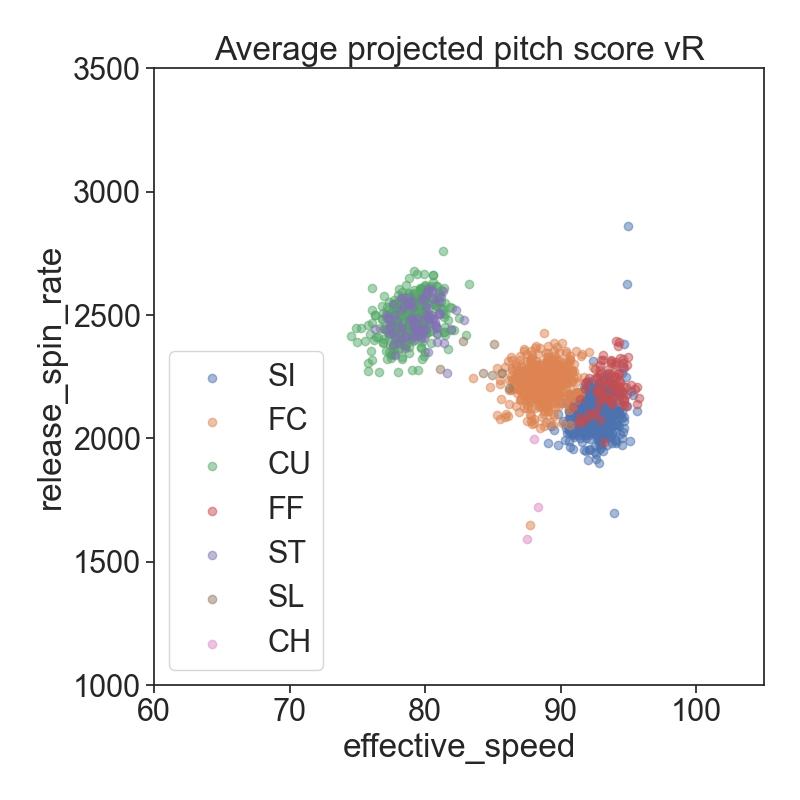 Average projected pitch score vR
release_spin_rate
3500
3000
2500
2000
1500
1000
SI
FC
CU
FF
ST
SL
CH
60 70 80 90 100
effective_speed